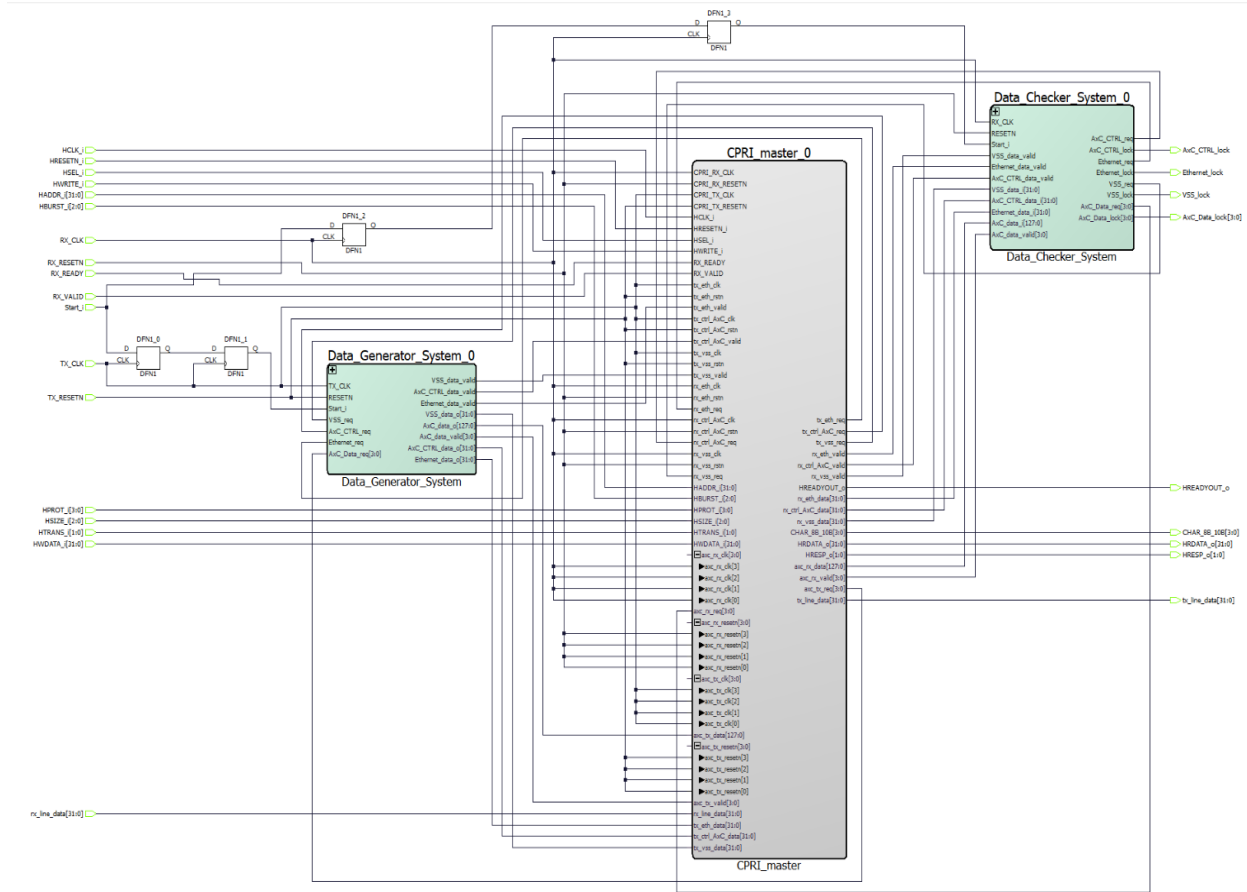 DFN1_3
D
Q
CLK
DFN1
DFN1_2
D
Q
CLK
DFN1
DFN1_0
D
Q
CLK
DFN1
DFN1_1
D
Q
CLK
DFN1
HCLK_i
HRESETN_i
HSEL_i
HWRITE_i
HADDR_i[31:0]
HBURST_i[2:0]
RX_CLK
RX_RESETN
RX_READY
RX_VALID
Start_i
TX_CLK
TX_RESETN
HPROT_i[3:0]
HSIZE_i[2:0]
HTRANS_i[1:0]
HWDATA_i[31:0]
rx_line_data[31:0]
Data_Generator_System_0
TX_CLK
RESETN
Start_i
VSS_req
AxC_CTRL_req
Ethernet_req
AxC_Data_req[3:0]
VSS_data_valid
AxC_CTRL_data_valid
Ethernet_data_valid
VSS_data_o[31:0]
AxC_data_o[127:0]
AxC_data_valid[3:0]
AxC_CTRL_data_o[31:0]
Ethernet_data_o[31:0]
Data_Generator_System
CPRI_master_0
CPRI_RX_CLK
CPRI_RX_RESETN
CPRI_TX_CLK
CPRI_TX_RESETN
HCLK_i
HRESETN_i
HSEL_i
HWRITE_i
RX_READY
RX_VALID
tx_eth_clk
tx_eth_rstn
tx_eth_valid
tx_ctrl_AxC_clk
tx_ctrl_AxC_rstn
tx_ctrl_AxC_valid
tx_vss_clk
tx_vss_rstn
tx_vss_valid
rx_eth_clk
rx_eth_rstn
rx_eth_req
rx_ctrl_AxC_clk
rx_ctrl_AxC_rstn
rx_ctrl_AxC_req
rx_vss_clk
rx_vss_rstn
rx_vss_req
HADDR_i[31:0]
HBURST_i[2:0]
HPROT_i[3:0]
HSIZE_i[2:0]
HTRANS_i[1:0]
HWDATA_i[31:0]
axc_rx_clk[3:0]
axc_rx_clk[3]
axc_rx_clk[2]
axc_rx_clk[1]
axc_rx_clk[0]
axc_rx_req[3:0]
axc_rx_resetn[3:0]
axc_rx_resetn[3]
axc_rx_resetn[2]
axc_rx_resetn[1]
axc_rx_resetn[0]
axc_tx_clk[3:0]
axc_tx_clk[3]
axc_tx_clk[2]
axc_tx_clk[1]
axc_tx_clk[0]
axc_tx_data[127:0]
axc_tx_resetn[3:0]
axc_tx_resetn[3]
axc_tx_resetn[2]
axc_tx_resetn[1]
axc_tx_resetn[0]
axc_tx_valid[3:0]
rx_line_data[31:0]
tx_eth_data[31:0]
tx_ctrl_AxC_data[31:0]
tx_vss_data[31:0]
tx_eth_req
tx_ctrl_AxC_req
tx_vss_req
rx_eth_valid
rx_ctrl_AxC_valid
rx_vss_valid
HREADYOUT_o
rx_eth_data[31:0]
rx_ctrl_AxC_data[31:0]
rx_vss_data[31:0]
CHAR_8B_10B[3:0]
HRDATA_o[31:0]
HRESP_o[1:0]
axc_rx_data[127:0]
axc_rx_valid[3:0]
axc_tx_req[3:0]
tx_line_data[31:0]
CPRI_master
Data_Checker_System_0
RX_CLK
RESETN
Start_i
VSS_data_valid
Ethernet_data_valid
AxC_CTRL_data_valid
VSS_data_i[31:0]
AxC_CTRL_data_i[31:0]
Ethernet_data_i[31:0]
AxC_data_i[127:0]
AxC_data_valid[3:0]
AxC_CTRL_req
AxC_CTRL_lock
Ethernet_req
Ethernet_lock
VSS_req
VSS_lock
AxC_Data_req[3:0]
AxC_Data_lock[3:0]
Data_Checker_System
AxC_CTRL_lock
Ethernet_lock
VSS_lock
AxC_Data_lock[3:0]
HREADYOUT_o
CHAR_8B_10B[3:0]
HRDATA_o[31:0]
HRESP_o[1:0]
tx_line_data[31:0]